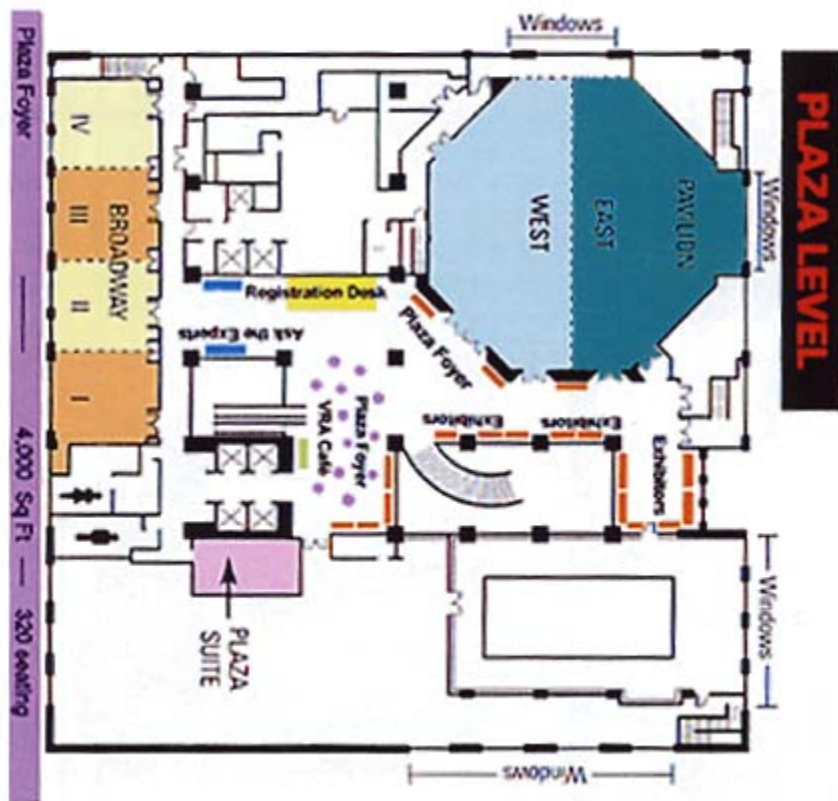 PLAZA LEVEL
Windows
Windows
PAVILION
EAST
WEST
Plaza Foyer
Registration Desk
Ask the Experts
Plaza Foyer
VRA Café
Exhibitors
Exhibitors
Exhibitors
Windows
Windows
BROADWAY
IV
III
II
I
PLAZA
SUITE
Plaza Foyer 4,000 Sq Ft — 320 seating